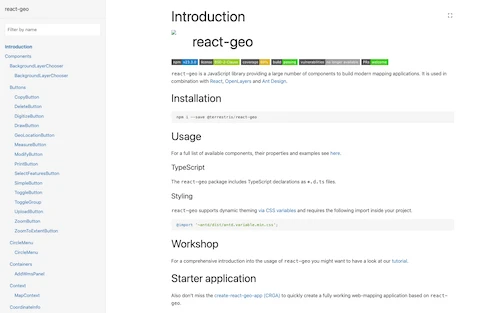 react-geo
Filter by name
Introduction
Components
BackgroundLayerChooser
BackgroundLayerChooser
Buttons
CopyButton
DeleteButton
DigitizeButton
DrawButton
GeoLocationButton
MeasureButton
ModifyButton
PrintButton
SelectFeaturesButton
SimpleButton
ToggleButton
ToggleGroup
UploadButton
ZoomButton
ZoomToExtentButton
CircleMenu
CircleMenu
Containers
AddWmsPanel
Context
MapContext
CoordinateInfo
Introduction
react-geo
npm license coverage build passing vulnerabilities PRs welcome
react-geo is a JavaScript library providing a large number of components to build modern mapping applications. It is used in
combination with React, OpenLayers and Ant Design.
Installation
npm i --save @terrestris/react-geo
Usage
For a full list of available components, their properties and examples see here.
TypeScript
The react-geo package includes TypeScript declarations as *.d.ts files.
Styling
react-geo supports dynamic theming via CSS variables and requires the following import inside your project:
@import '~antd/dist/antd.variable.min.css';
Workshop
For a comprehensive introduction into the usage of react-geo you might want to have a look at our tutorial.
Starter application
Also don't miss the create-react-geo-app (CRGA) to quickly create a fully working web-mapping application based on react-
geo.